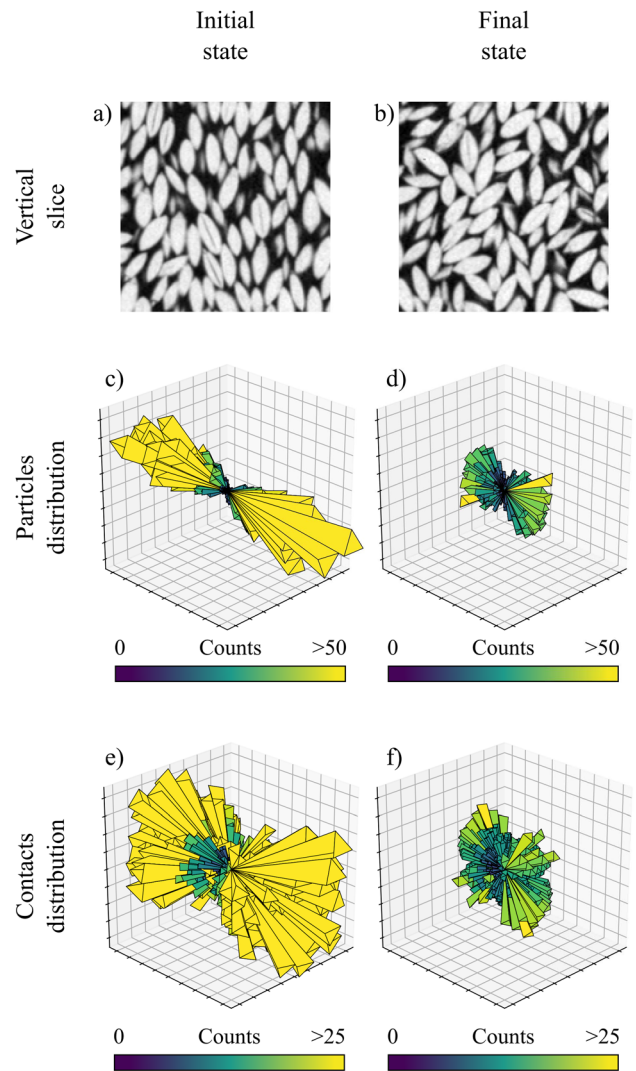 Initial
state
Final
state
Vertical
slice
a)
b)
Particles
distribution
c)
d)
0 Counts >50
0 Counts >50
Contacts
distribution
e)
f)
0 Counts >25
0 Counts >25